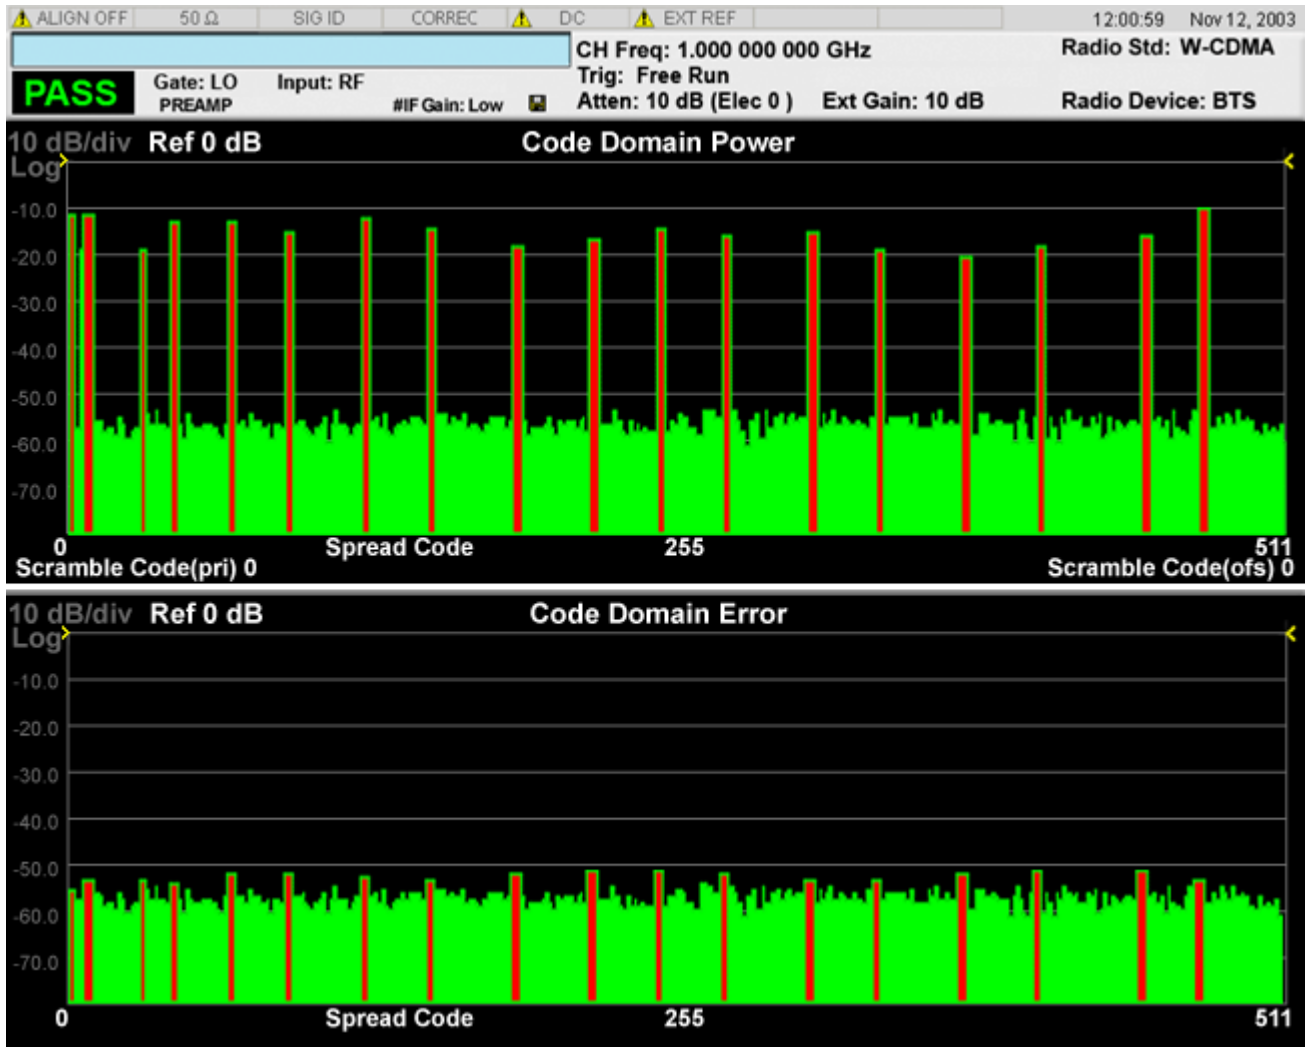 ALIGN OFF 50 Ω SIG ID CORREC DC EXT REF 12:00:59 Nov 12, 2003
CH Freq: 1.000 000 000 GHz Radio Std: W-CDMA
PASS Gate: LO Input: RF Trig: Free Run
PREAMP #IF Gain: Low Atten: 10 dB (Elec 0 ) Ext Gain: 10 dB Radio Device: BTS
10 dB/div Ref 0 dB Code Domain Power
Log
-10.0
-20.0
-30.0
-40.0
-50.0
-60.0
-70.0
0 Spread Code 255 511
Scramble Code(pri) 0 Scramble Code(ofs) 0
10 dB/div Ref 0 dB Code Domain Error
Log
-10.0
-20.0
-30.0
-40.0
-50.0
-60.0
-70.0
0 Spread Code 255 511